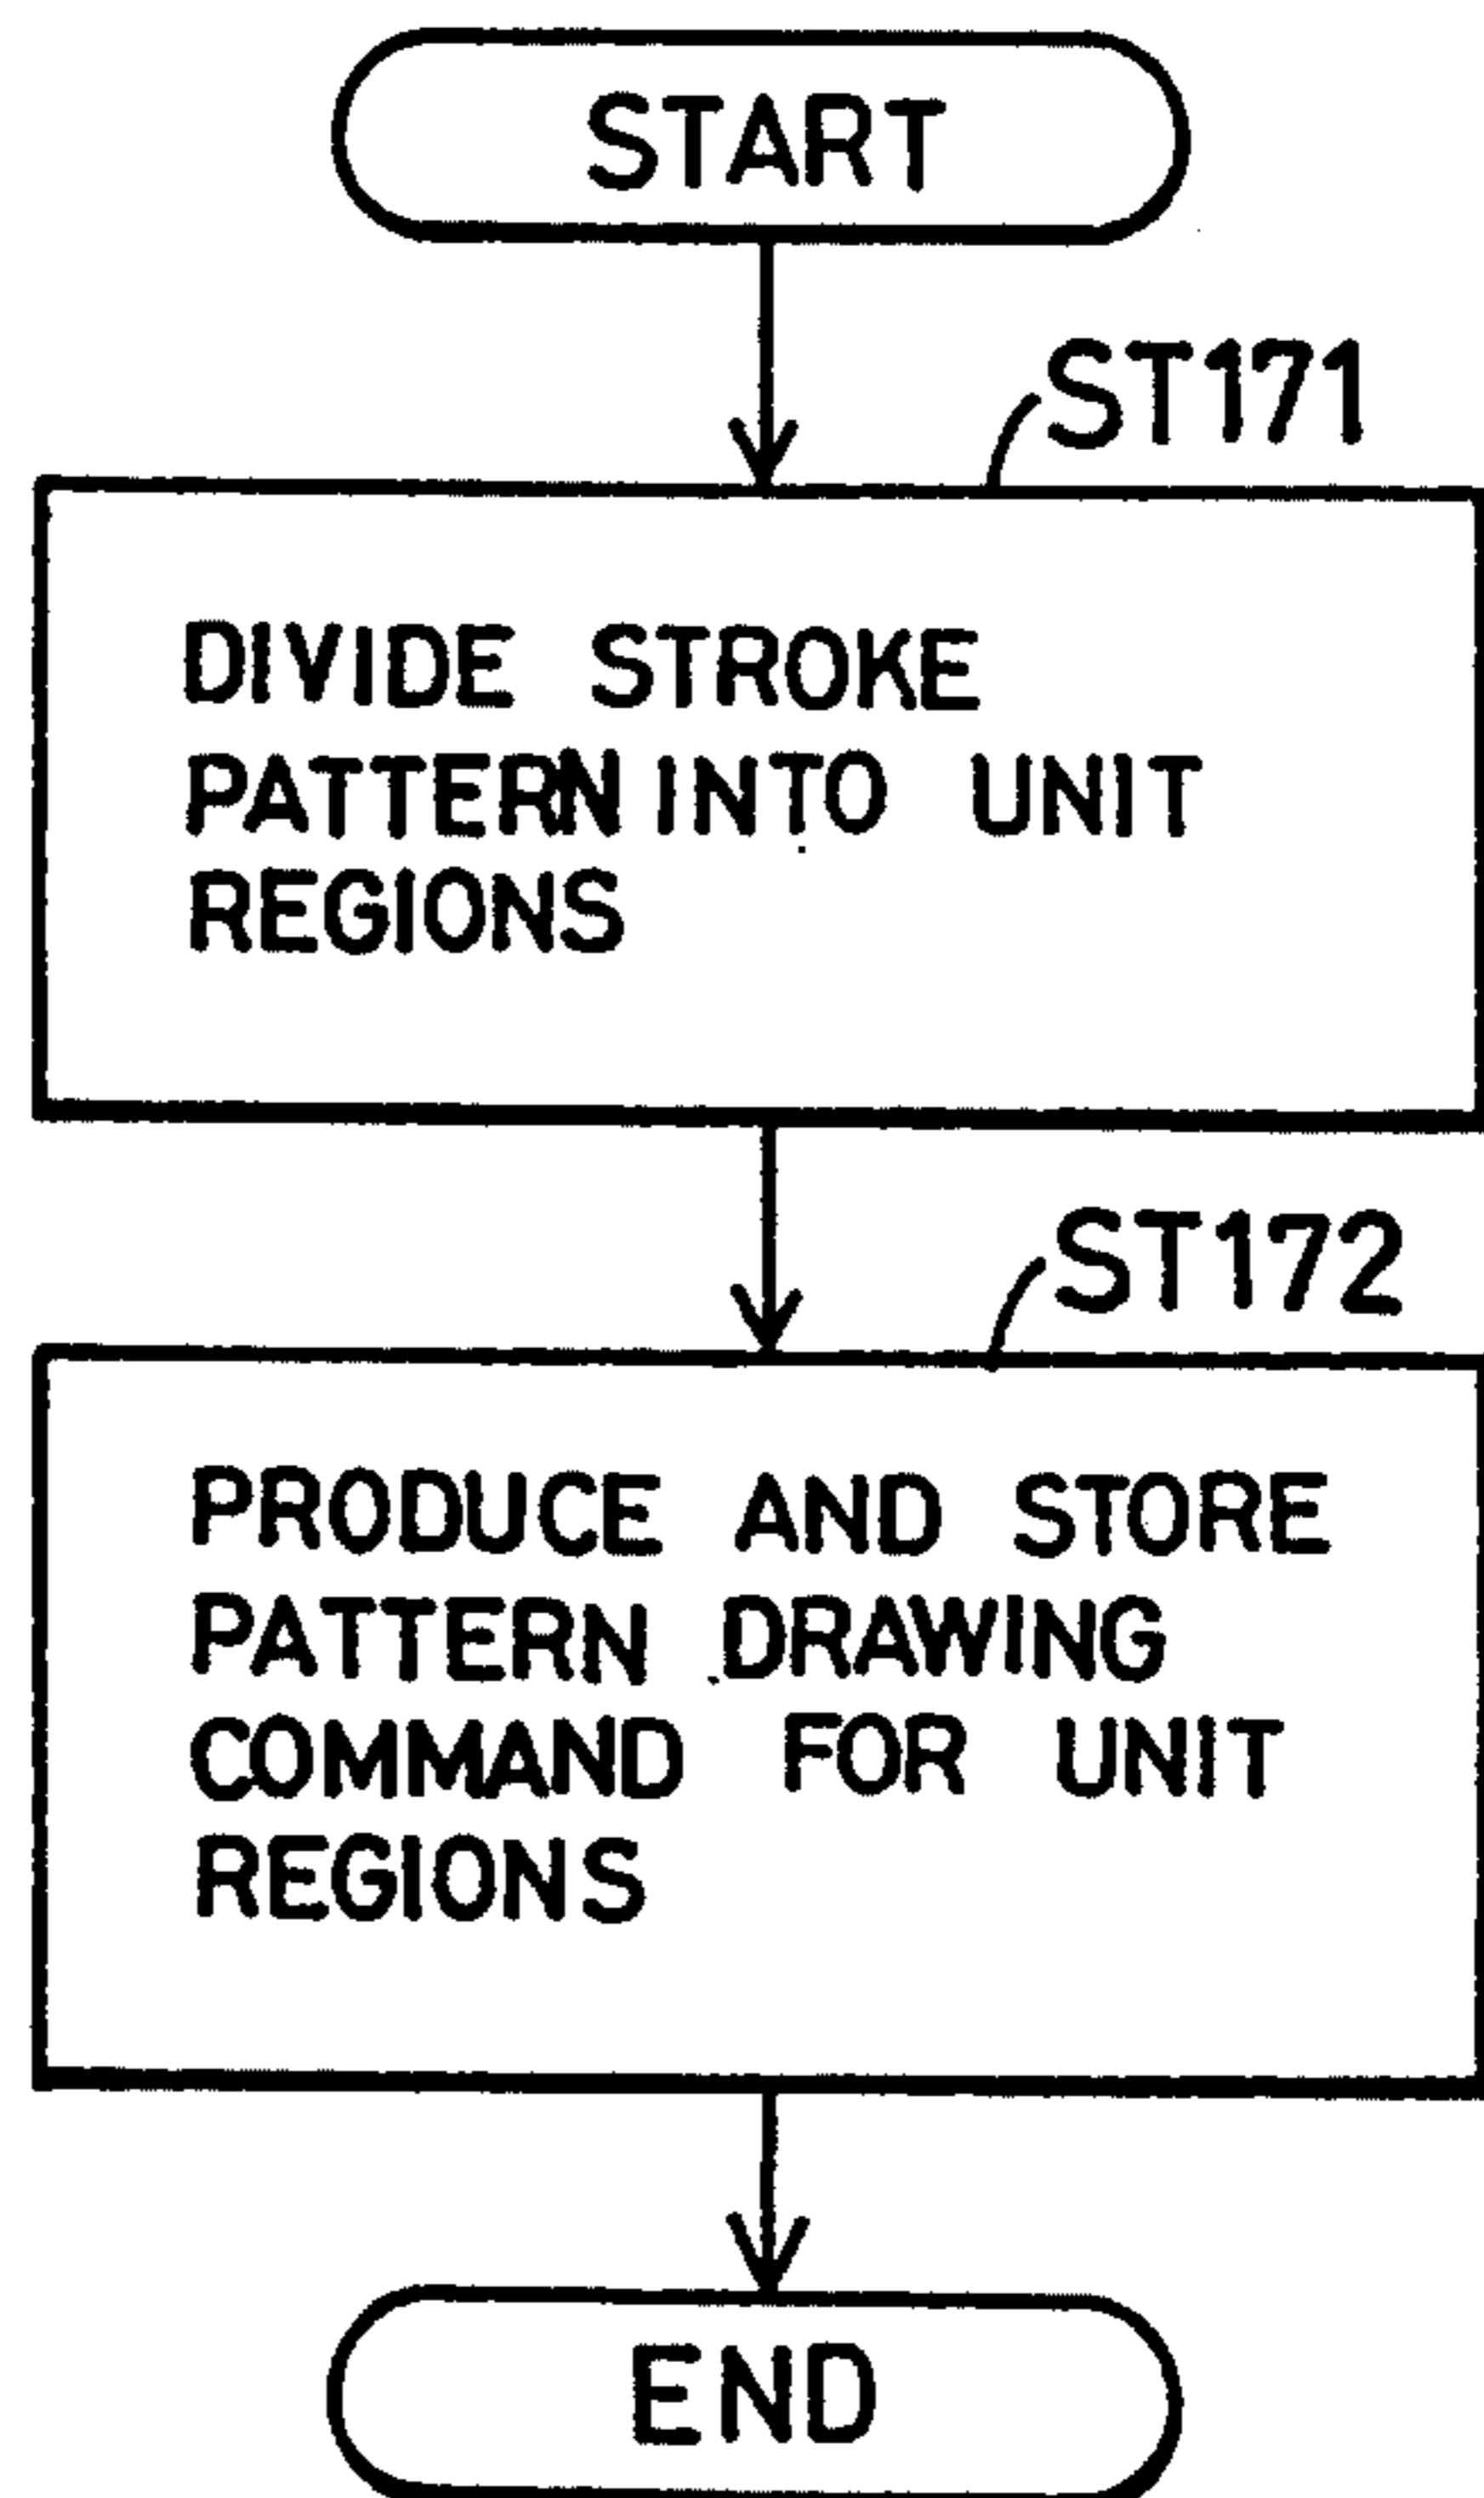 START
ST171
DIVIDE STROKE
PATTERN INTO UNIT
REGIONS
ST172
PRODUCE AND STORE
PATTERN DRAWING
COMMAND FOR UNIT
REGIONS
END